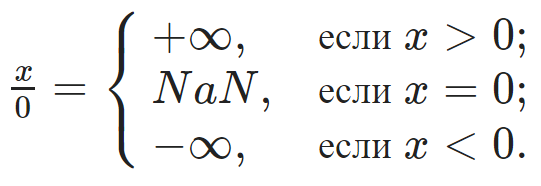 +∞, если x > 0;
x/0 = { NaN, если x = 0;
−∞, если x < 0.